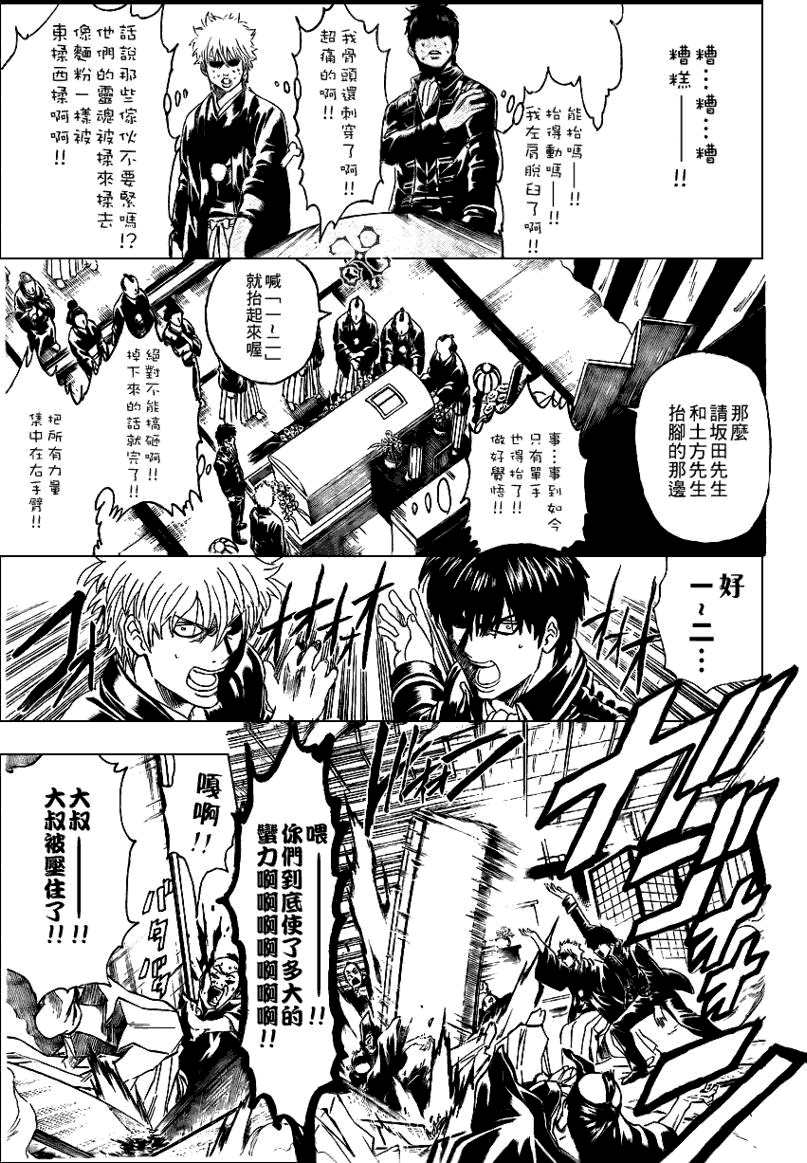 糟…糟…糟
糕——!!
能抬嗎——!!
抬得動嗎——!!
我左肩脫臼了啊!!
我骨頭還刺穿了啊!!
超痛的啊!!
話說那些傢伙不要緊嗎!?
他們的靈魂被揉來揉去
像麵粉一樣被
東揉西揉啊啊!!
那麼
請坂田先生
和土方先生
抬腳的那邊
喊「一~二」
就抬起來喔
事…事到如今
只有單手
也得抬了!!
做好覺悟!!
絕對不能搞砸啊!!
掉下來的話就完了!!
把所有力量
集中在右手臂!!
好
一~二…
喂——!!
你們到底使了多大的
蠻力啊啊啊啊啊啊啊!!
嘎啊!!
大叔——!!
大叔被壓住了!!
バタバタ